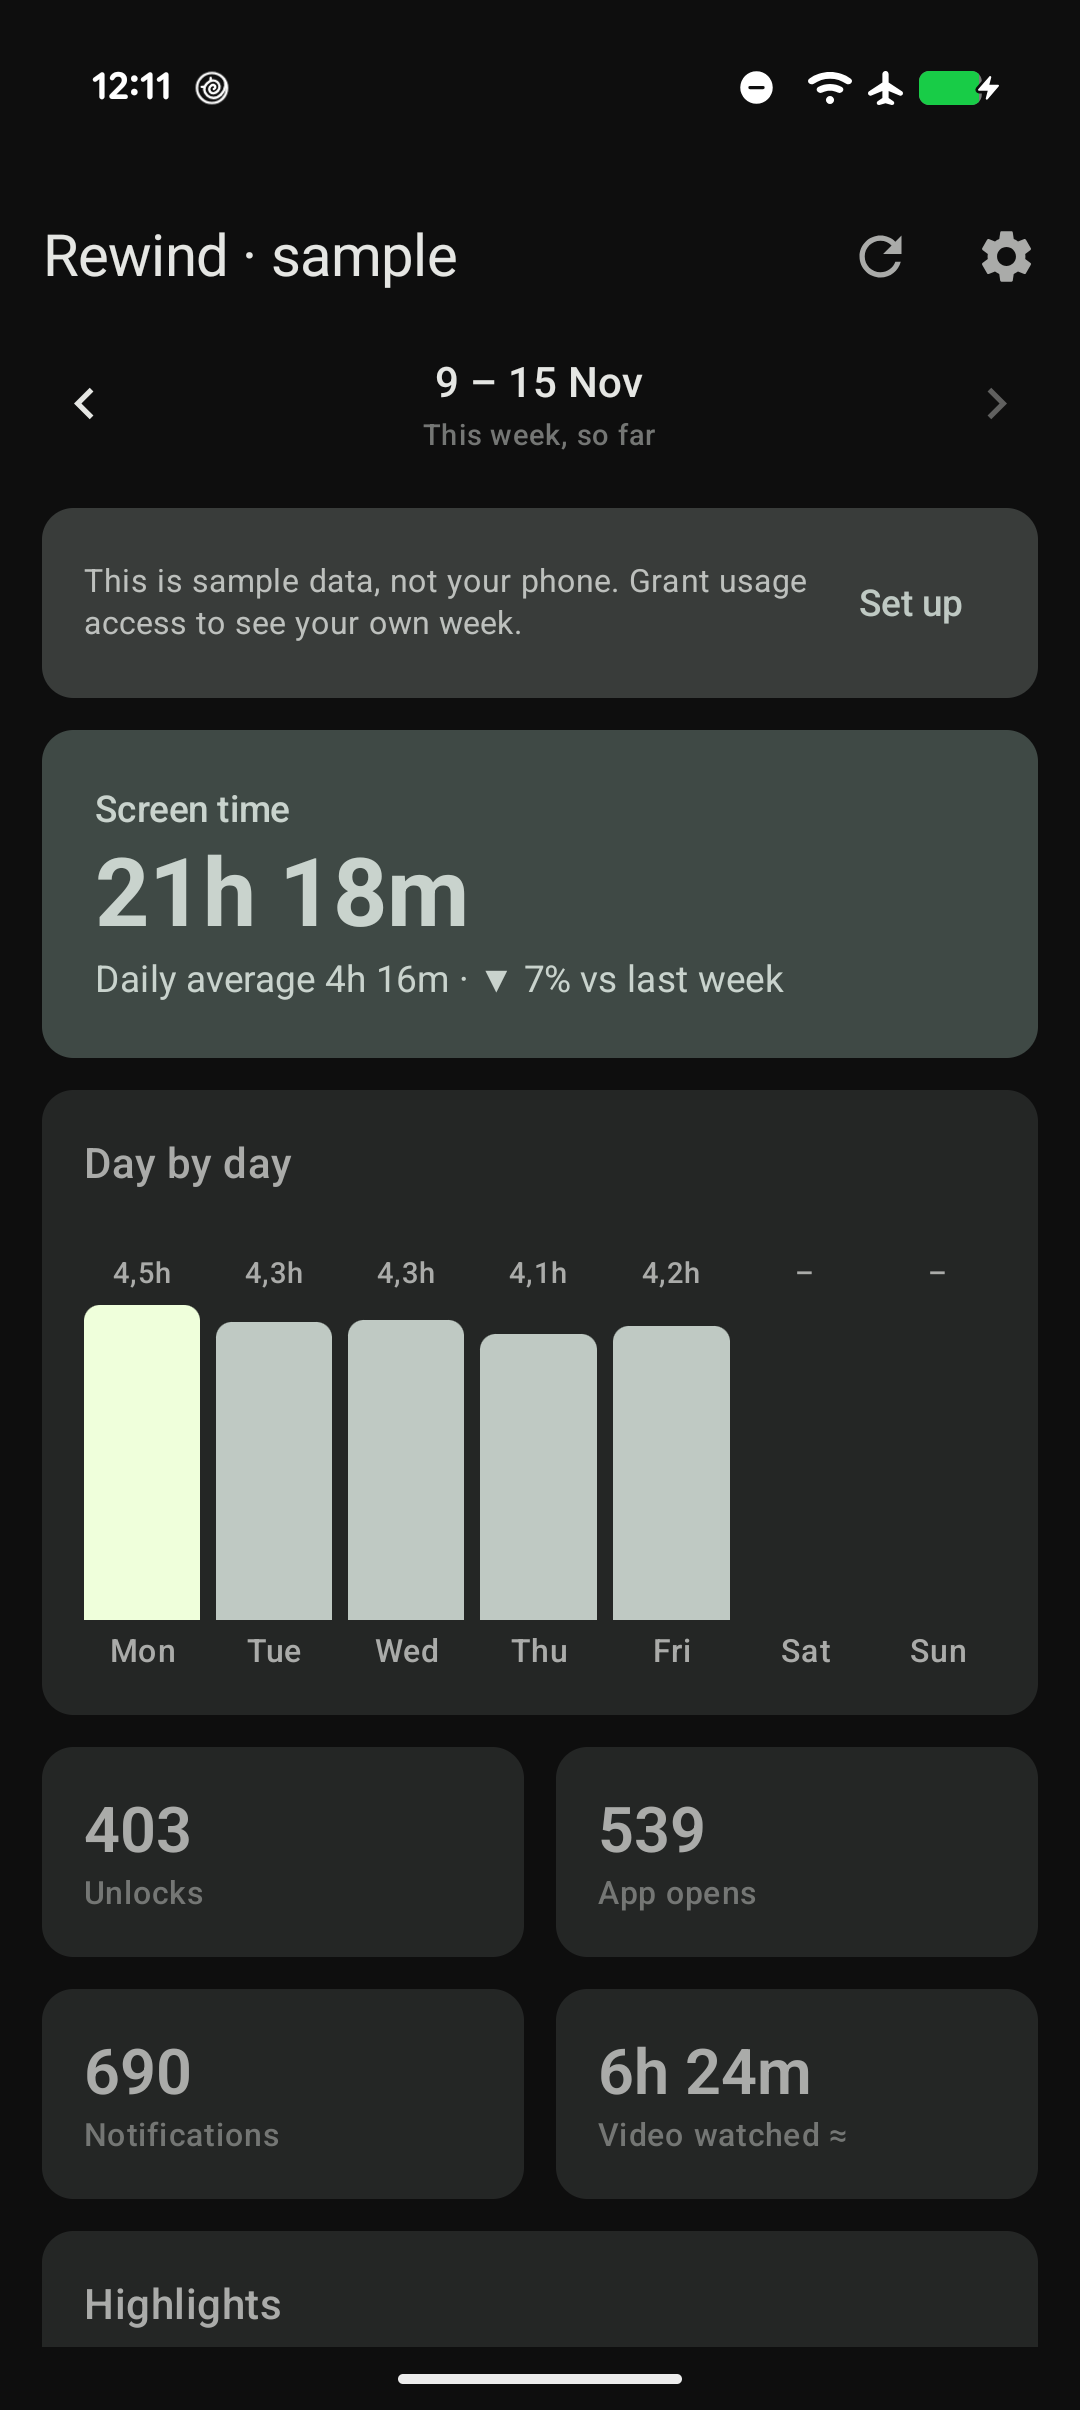 12:11
Rewind · sample
9 – 15 Nov
This week, so far
This is sample data, not your phone. Grant usage
access to see your own week.
Set up
Screen time
21h 18m
Daily average 4h 16m · ▼ 7% vs last week
Day by day
4,5h 4,3h 4,3h 4,1h 4,2h – –
Mon Tue Wed Thu Fri Sat Sun
403
Unlocks
539
App opens
690
Notifications
6h 24m
Video watched ≈
Highlights